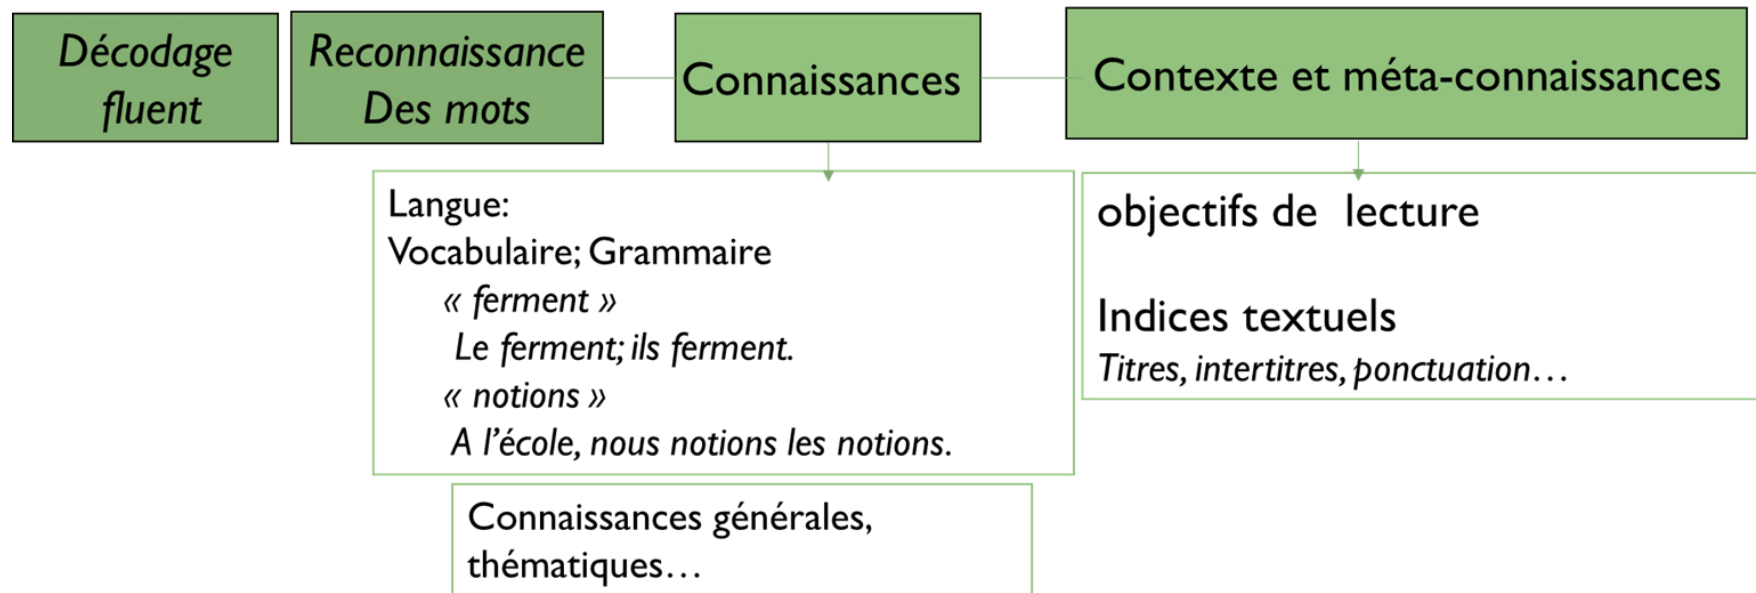 Décodage
fluent
Reconnaissance
Des mots
Connaissances
Contexte et méta-connaissances
Langue:
Vocabulaire; Grammaire
« ferment »
Le ferment; ils ferment.
« notions »
A l’école, nous notions les notions.
Connaissances générales,
thématiques…
objectifs de lecture
Indices textuels
Titres, intertitres, ponctuation…